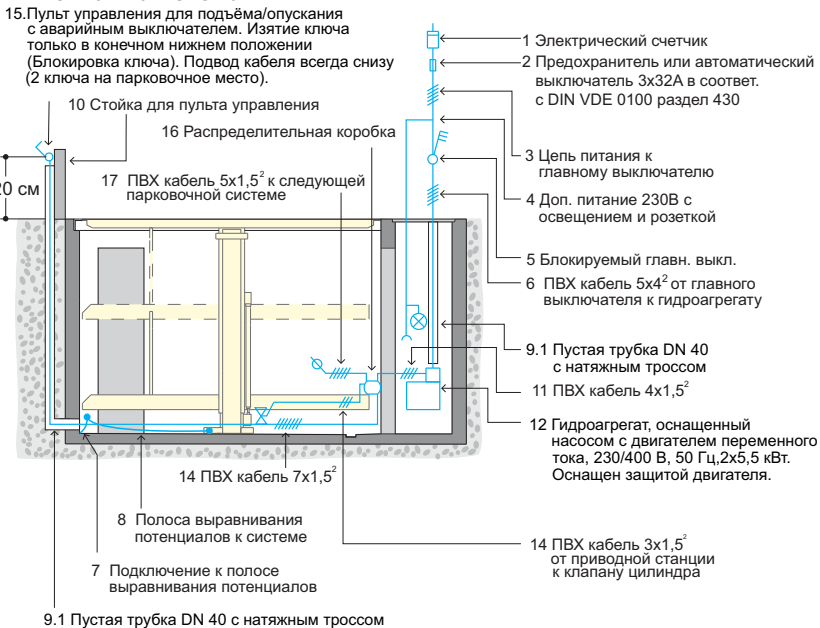 15.Пульт управления для подъёма/опускания
с аварийным выключателем. Изятие ключа
только в конечном нижнем положении
(Блокировка ключа). Подвод кабеля всегда снизу
(2 ключа на парковочное место).
10 Стойка для пульта управления
16 Распределительная коробка
17 ПВХ кабель 5x1,5² к следующей
парковочной системе
20 см
1 Электрический счетчик
2 Предохранитель или автоматический
выключатель 3x32A в соответ.
с DIN VDE 0100 раздел 430
3 Цепь питания к
главному выключателю
4 Доп. питание 230В с
освещением и розеткой
5 Блокируемый главн. выкл.
6 ПВХ кабель 5x4² от главного
выключателя к гидроагрегату
9.1 Пустая трубка DN 40
с натяжным троссом
11 ПВХ кабель 4x1,5²
12 Гидроагрегат, оснащенный
насосом с двигателем переменного
тока, 230/400 В, 50 Гц,2x5,5 кВт.
Оснащен защитой двигателя.
14 ПВХ кабель 7x1,5²
8 Полоса выравнивания
потенциалов к системе
7 Подключение к полосе
выравнивания потенциалов
14 ПВХ кабель 3x1,5²
от приводной станции
к клапану цилиндра
9.1 Пустая трубка DN 40 с натяжным троссом